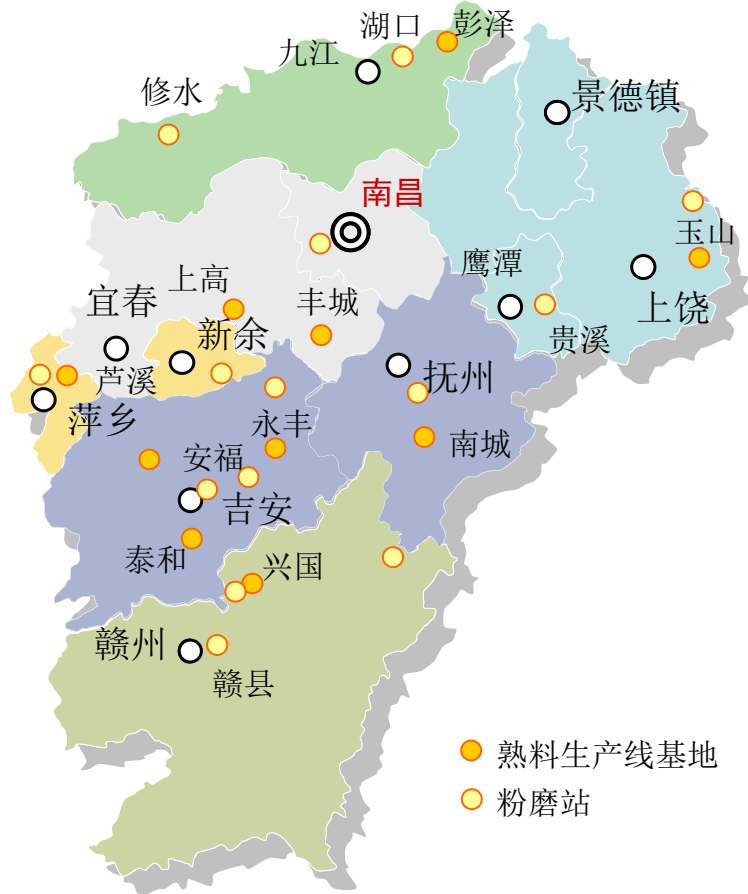 彭泽
湖口
九江
修水
景德镇
南昌
玉山
鹰潭
上高
上饶
宜春
丰城
新余
贵溪
芦溪
抚州
萍乡
永丰
南城
安福
吉安
泰和
兴国
赣州
赣县
熟料生产线基地
粉磨站